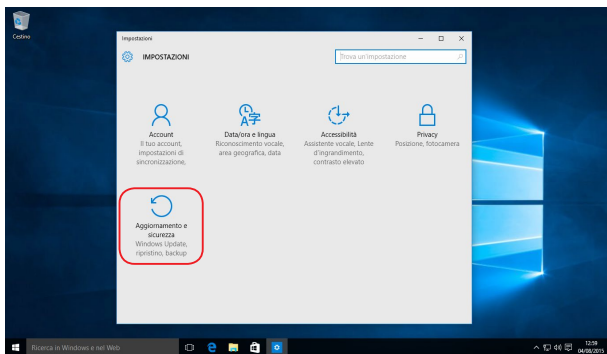 Cestino
Impostazioni
IMPOSTAZIONI
Trova un'impostazione
Account
Il tuo account,
impostazioni di
sincronizzazione,
Data/ora e lingua
Riconoscimento vocale,
area geografica, data
Accessibilità
Assistente vocale, Lente
d'ingrandimento,
contrasto elevato
Privacy
Posizione, fotocamera
Aggiornamento e
sicurezza
Windows Update,
ripristino, backup
Ricerca in Windows e nel Web
12:59
04/08/2015